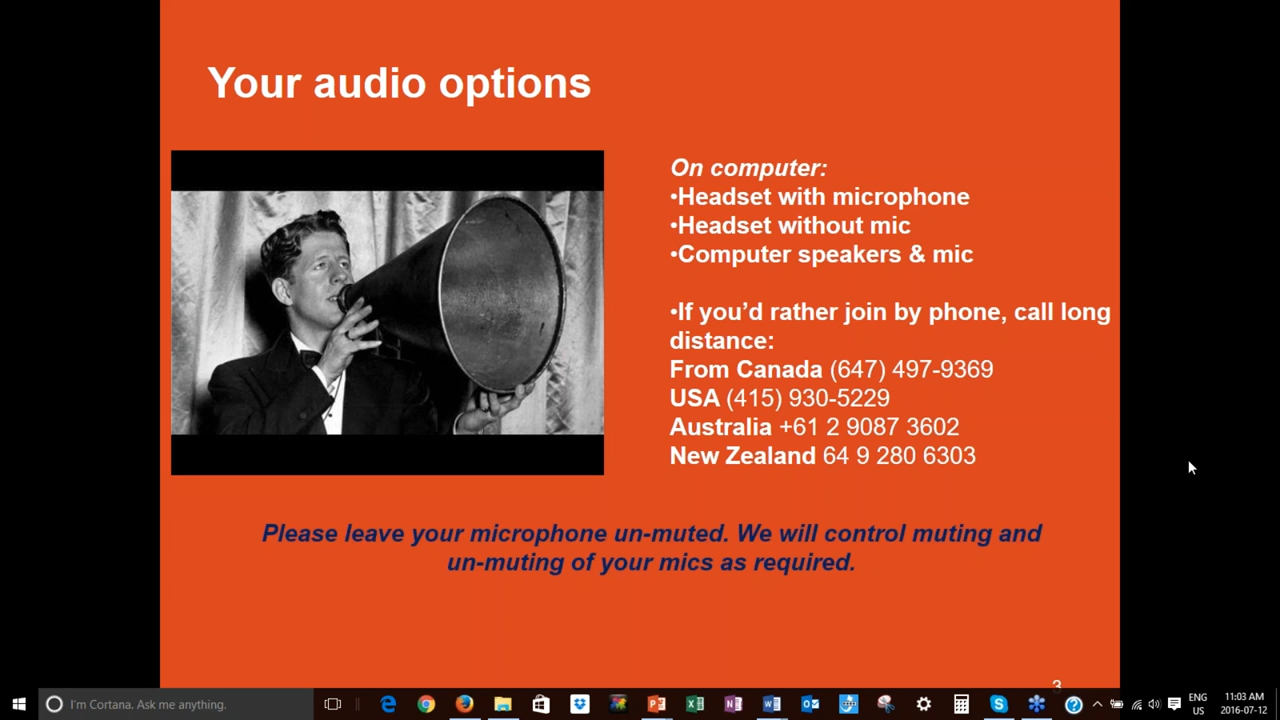 Your audio options
On computer:
•Headset with microphone
•Headset without mic
•Computer speakers & mic
•If you’d rather join by phone, call long
distance:
From Canada (647) 497-9369
USA (415) 930-5229
Australia +61 2 9087 3602
New Zealand 64 9 280 6303
Please leave your microphone un-muted. We will control muting and
un-muting of your mics as required.
3
I'm Cortana. Ask me anything.
ENG
US
11:03 AM
2016-07-12